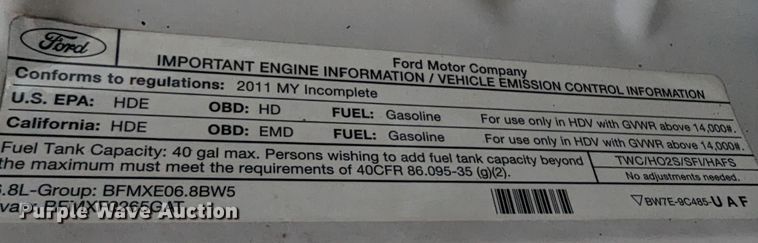 Ford
Ford Motor Company
IMPORTANT ENGINE INFORMATION / VEHICLE EMISSION CONTROL INFORMATION
Conforms to regulations: 2011 MY Incomplete
U.S. EPA: HDE OBD: HD FUEL: Gasoline For use only in HDV with GVWR above 14,000#.
California: HDE OBD: EMD FUEL: Gasoline For use only in HDV with GVWR above 14,000#.
Fuel Tank Capacity: 40 gal max. Persons wishing to add fuel tank capacity beyond
the maximum must meet the requirements of 40CFR 86.095-35 (g)(2).
TWC/HO2S/SFI/HAFS
No adjustments needed.
6.8L-Group: BFMXE06.8BW5
BW7E-9C485-UAF
Purple Wave Auction